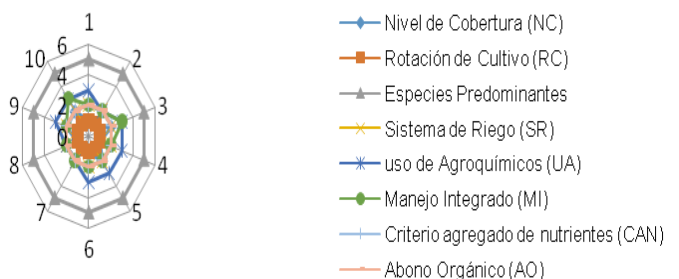 1
2
3
4
5
6
7
8
9
10
6
4
2
0
Nivel de Cobertura (NC)
Rotación de Cultivo (RC)
Especies Predominantes
Sistema de Riego (SR)
uso de Agroquímicos (UA)
Manejo Integrado (MI)
Criterio agregado de nutrientes (CAN)
Abono Orgánico (AO)